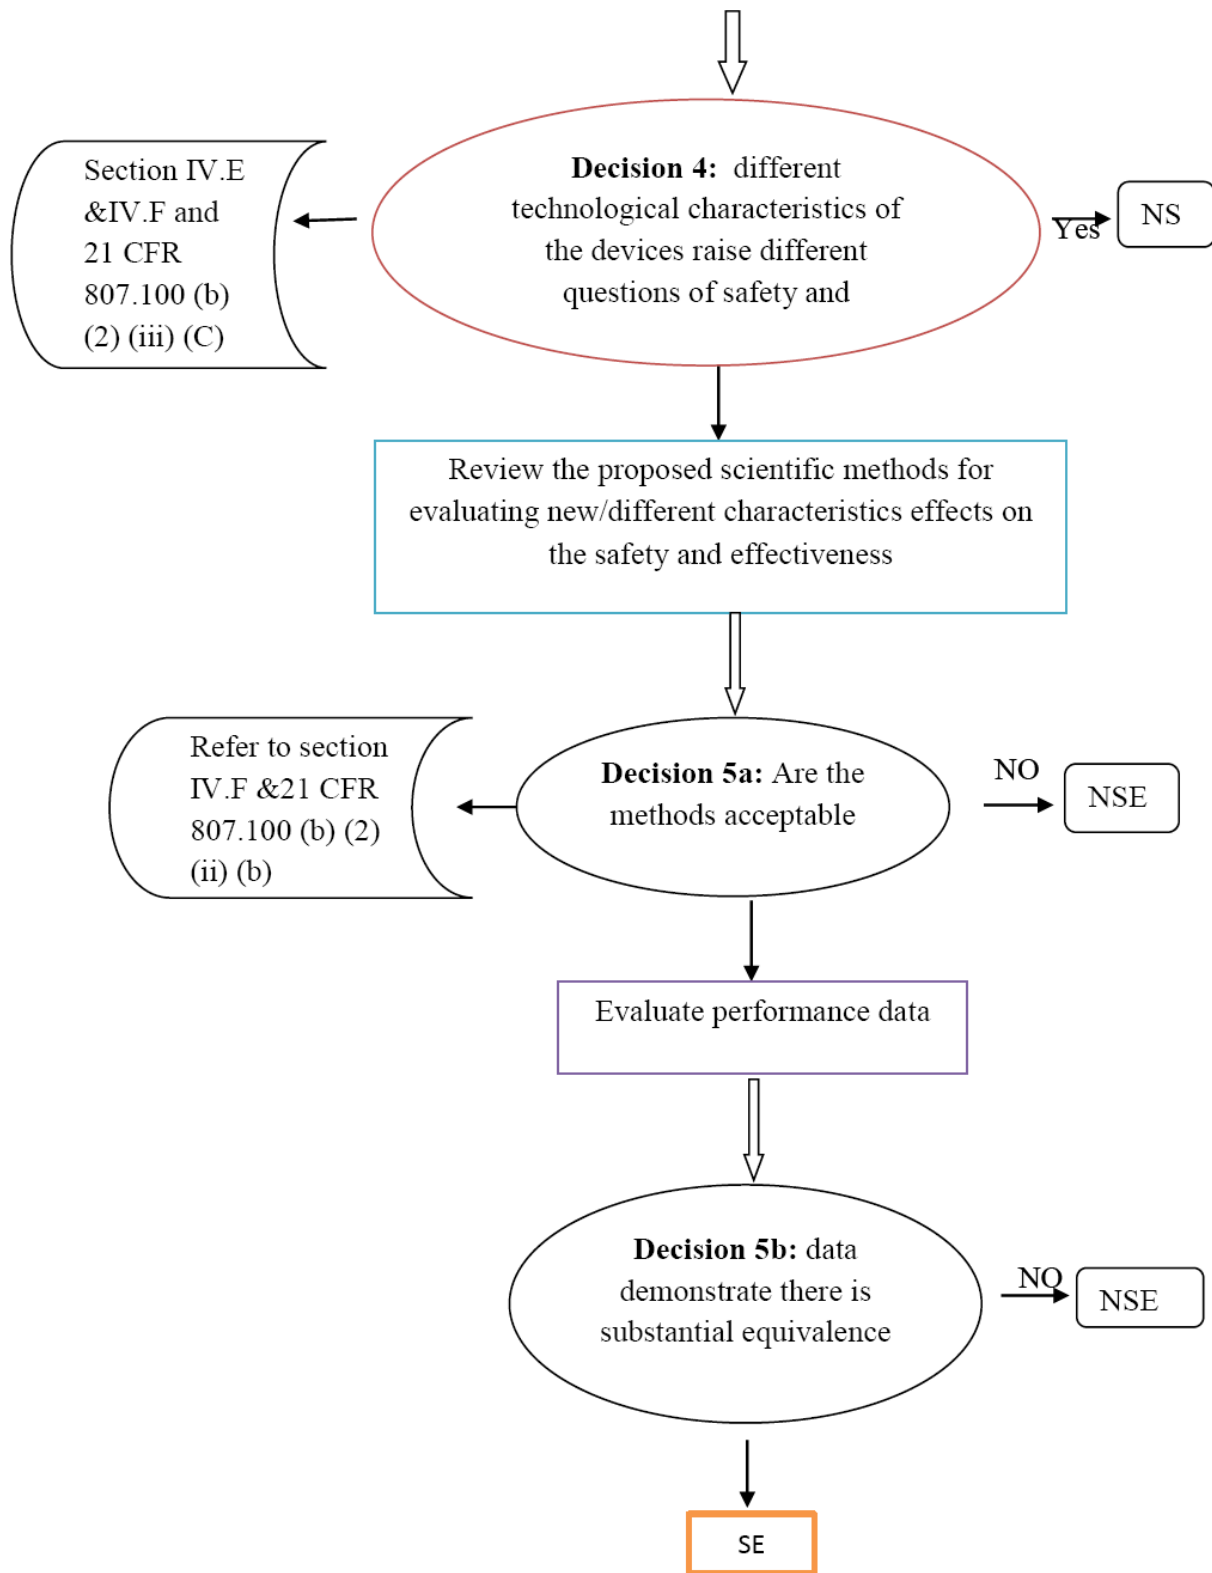 Section IV.E
&IV.F and
21 CFR
807.100 (b)
(2) (iii) (C)
Decision 4: different
technological characteristics of
the devices raise different
questions of safety and
Yes
NS
Review the proposed scientific methods for
evaluating new/different characteristics effects on
the safety and effectiveness
Refer to section
IV.F &21 CFR
807.100 (b) (2)
(ii) (b)
Decision 5a: Are the
methods acceptable
NO
NSE
Evaluate performance data
Decision 5b: data
demonstrate there is
substantial equivalence
NO
NSE
SE